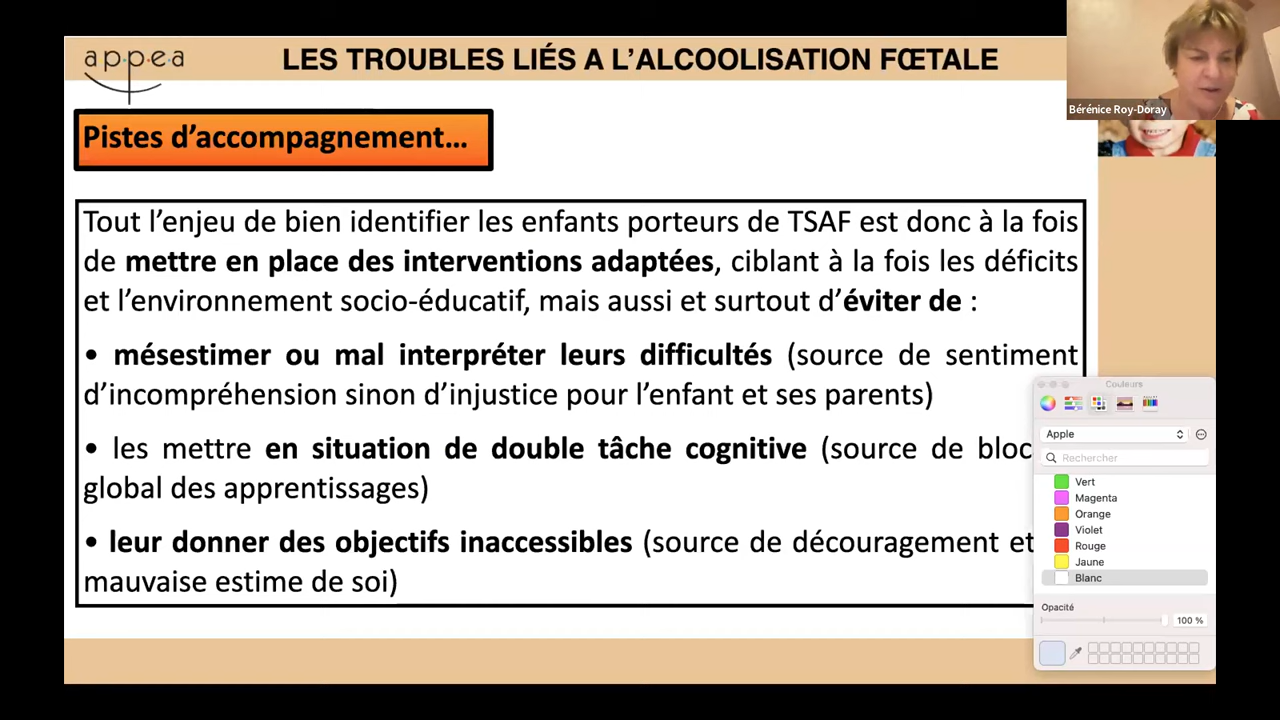 appea
LES TROUBLES LIÉS A L’ALCOOLISATION FŒTALE
Bérénice Roy-Doray
Pistes d’accompagnement…
Tout l’enjeu de bien identifier les enfants porteurs de TSAF est donc à la fois
de mettre en place des interventions adaptées, ciblant à la fois les déficits
et l’environnement socio-éducatif, mais aussi et surtout d’éviter de :
• mésestimer ou mal interpréter leurs difficultés (source de sentiment
d’incompréhension sinon d’injustice pour l’enfant et ses parents)
• les mettre en situation de double tâche cognitive (source de
global des apprentissages)
• leur donner des objectifs inaccessibles (source de découragement et
mauvaise estime de soi)
Couleurs
Apple
Rechercher
Vert
Magenta
Orange
Violet
Rouge
Jaune
Blanc
Opacité
100 %